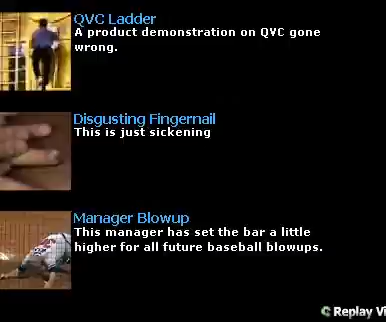 QVC Ladder
A product demonstration on QVC gone
wrong.
Disgusting Fingernail
This is just sickening
Manager Blowup
This manager has set the bar a little
higher for all future baseball blowups.
Replay Vi